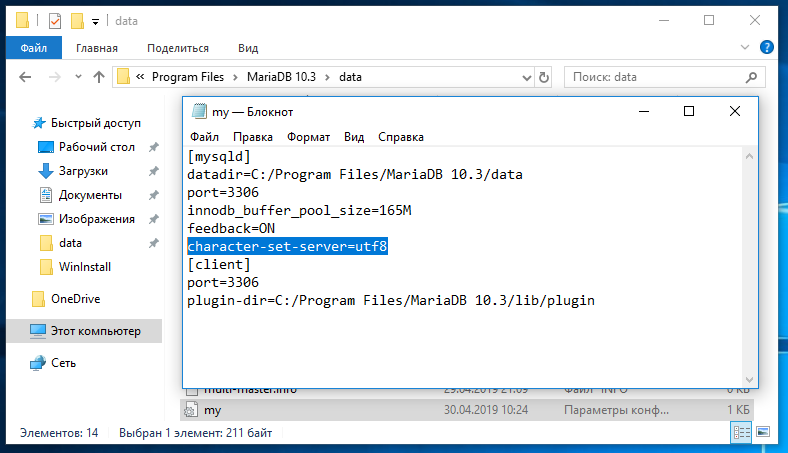 data
Файл Главная Поделиться Вид
« Program Files > MariaDB 10.3 > data
Поиск: data
Быстрый доступ
Рабочий стол
Загрузки
Документы
Изображения
data
WinInstall
OneDrive
Этот компьютер
Сеть
my — Блокнот
Файл Правка Формат Вид Справка
[mysqld]
datadir=C:/Program Files/MariaDB 10.3/data
port=3306
innodb_buffer_pool_size=165M
feedback=ON
character-set-server=utf8
[client]
port=3306
plugin-dir=C:/Program Files/MariaDB 10.3/lib/plugin
multi-master.info 29.04.2019 21:09 Файл "INFO" 0 КБ
my 30.04.2019 10:24 Параметры конф... 1 КБ
Элементов: 14 Выбран 1 элемент: 211 байт